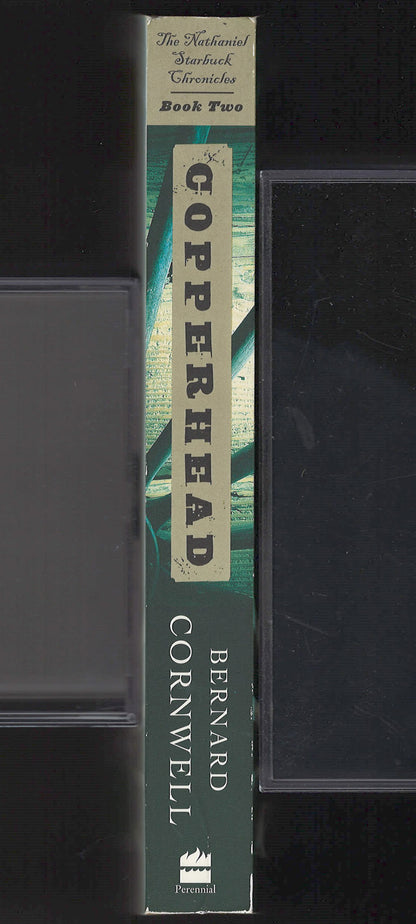 The Nathaniel
Starbuck
Chronicles
Book Two
COPPERHEAD
BERNARD
CORNWELL
Perennial